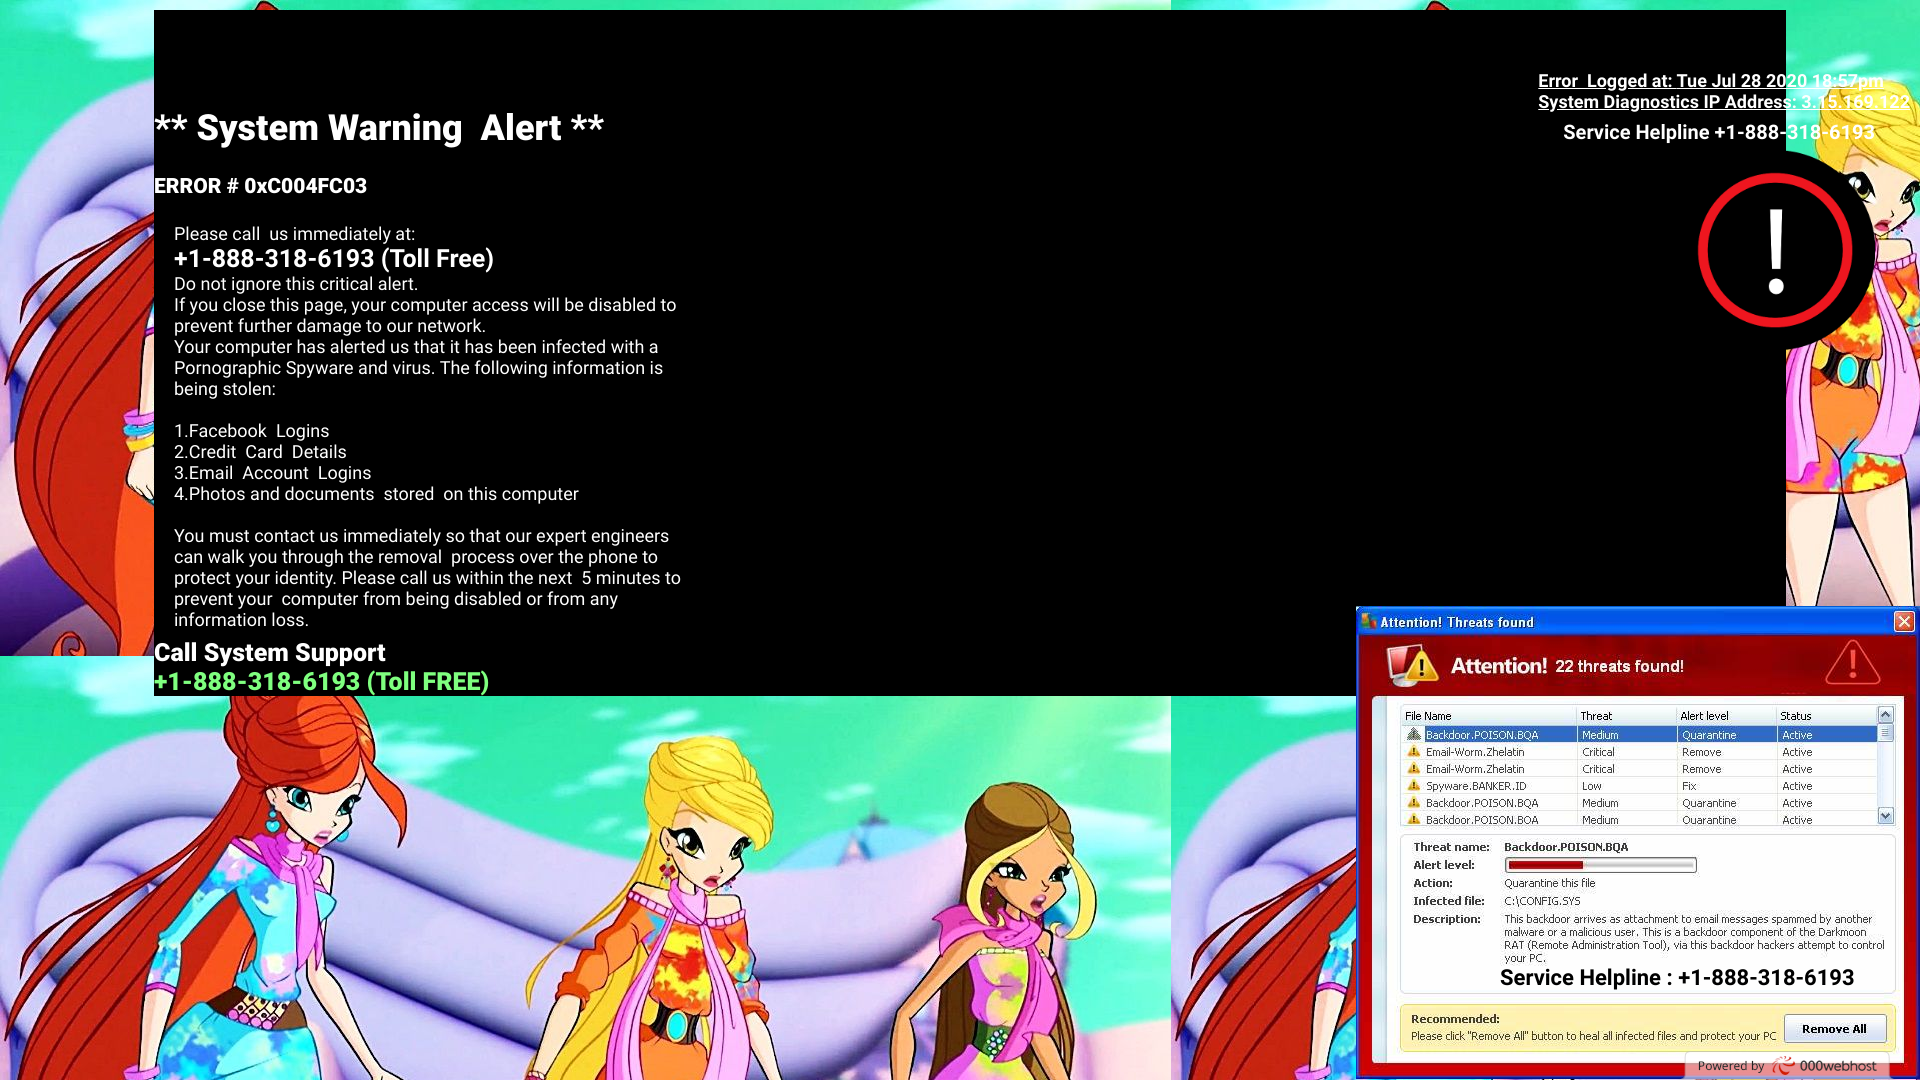 Error  Logged at: Tue Jul 28 2020 18:57pm
System Diagnostics IP Address: 3.15.169.122
Service Helpline +1-888-318-6193
** System Warning  Alert **
ERROR # 0xC004FC03
Please call  us immediately at:
+1-888-318-6193 (Toll Free)
Do not ignore this critical alert.
If you close this page, your computer access will be disabled to
prevent further damage to our network.
Your computer has alerted us that it has been infected with a
Pornographic Spyware and virus. The following information is
being stolen:
1.Facebook  Logins
2.Credit  Card  Details
3.Email  Account  Logins
4.Photos and documents  stored  on this computer
You must contact us immediately so that our expert engineers
can walk you through the removal  process over the phone to
protect your identity. Please call us within the next  5 minutes to
prevent your  computer from being disabled or from any
information loss.
Call System Support
+1-888-318-6193 (Toll FREE)
Attention! Threats found
Attention! 22 threats found!
File Name Threat Alert level Status
Backdoor.POISON.BQA Medium Quarantine Active
Email-Worm.Zhelatin Critical Remove Active
Email-Worm.Zhelatin Critical Remove Active
Spyware.BANKER.ID Low Fix Active
Backdoor.POISON.BQA Medium Quarantine Active
Backdoor.POISON.BQA Medium Quarantine Active
Threat name: Backdoor.POISON.BQA
Alert level:
Action: Quarantine this file
Infected file: C:\CONFIG.SYS
Description: This backdoor arrives as attachment to email messages spammed by another
malware or a malicious user. This is a backdoor component of the Darkmoon
RAT (Remote Administration Tool), via this backdoor hackers attempt to control
your PC.
Service Helpline : +1-888-318-6193
Recommended:
Please click "Remove All" button to heal all infected files and protect your PC
Remove All
Powered by 000webhost